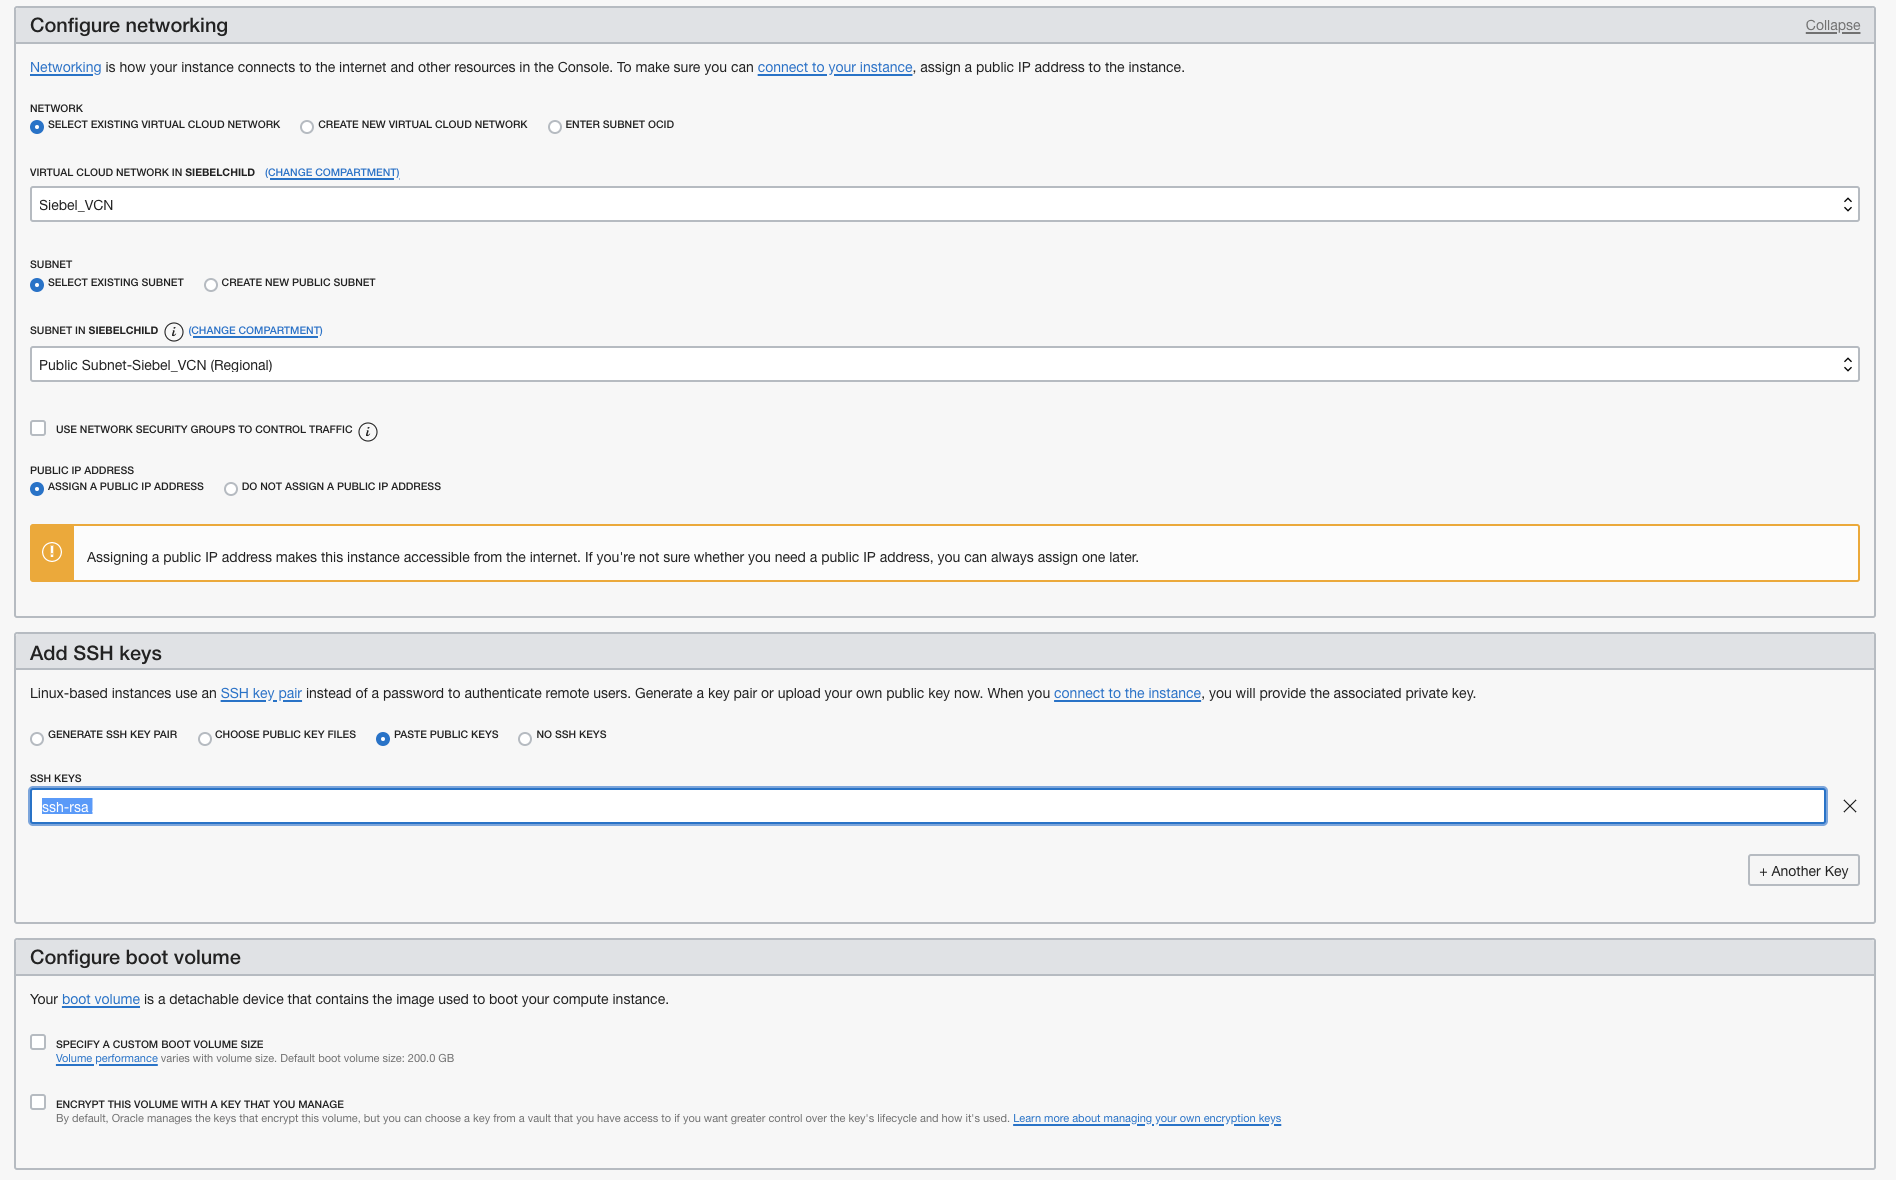 Configure networking
Collapse
Networking is how your instance connects to the internet and other resources in the Console. To make sure you can connect to your instance, assign a public IP address to the instance.
NETWORK
SELECT EXISTING VIRTUAL CLOUD NETWORK CREATE NEW VIRTUAL CLOUD NETWORK ENTER SUBNET OCID
VIRTUAL CLOUD NETWORK IN SIEBELCHILD (CHANGE COMPARTMENT)
Siebel_VCN
SUBNET
SELECT EXISTING SUBNET CREATE NEW PUBLIC SUBNET
SUBNET IN SIEBELCHILD i (CHANGE COMPARTMENT)
Public Subnet-Siebel_VCN (Regional)
USE NETWORK SECURITY GROUPS TO CONTROL TRAFFIC i
PUBLIC IP ADDRESS
ASSIGN A PUBLIC IP ADDRESS DO NOT ASSIGN A PUBLIC IP ADDRESS
Assigning a public IP address makes this instance accessible from the internet. If you're not sure whether you need a public IP address, you can always assign one later.
Add SSH keys
Linux-based instances use an SSH key pair instead of a password to authenticate remote users. Generate a key pair or upload your own public key now. When you connect to the instance, you will provide the associated private key.
GENERATE SSH KEY PAIR CHOOSE PUBLIC KEY FILES PASTE PUBLIC KEYS NO SSH KEYS
SSH KEYS
ssh-rsa
+ Another Key
Configure boot volume
Your boot volume is a detachable device that contains the image used to boot your compute instance.
SPECIFY A CUSTOM BOOT VOLUME SIZE
Volume performance varies with volume size. Default boot volume size: 200.0 GB
ENCRYPT THIS VOLUME WITH A KEY THAT YOU MANAGE
By default, Oracle manages the keys that encrypt this volume, but you can choose a key from a vault that you have access to if you want greater control over the key's lifecycle and how it's used. Learn more about managing your own encryption keys